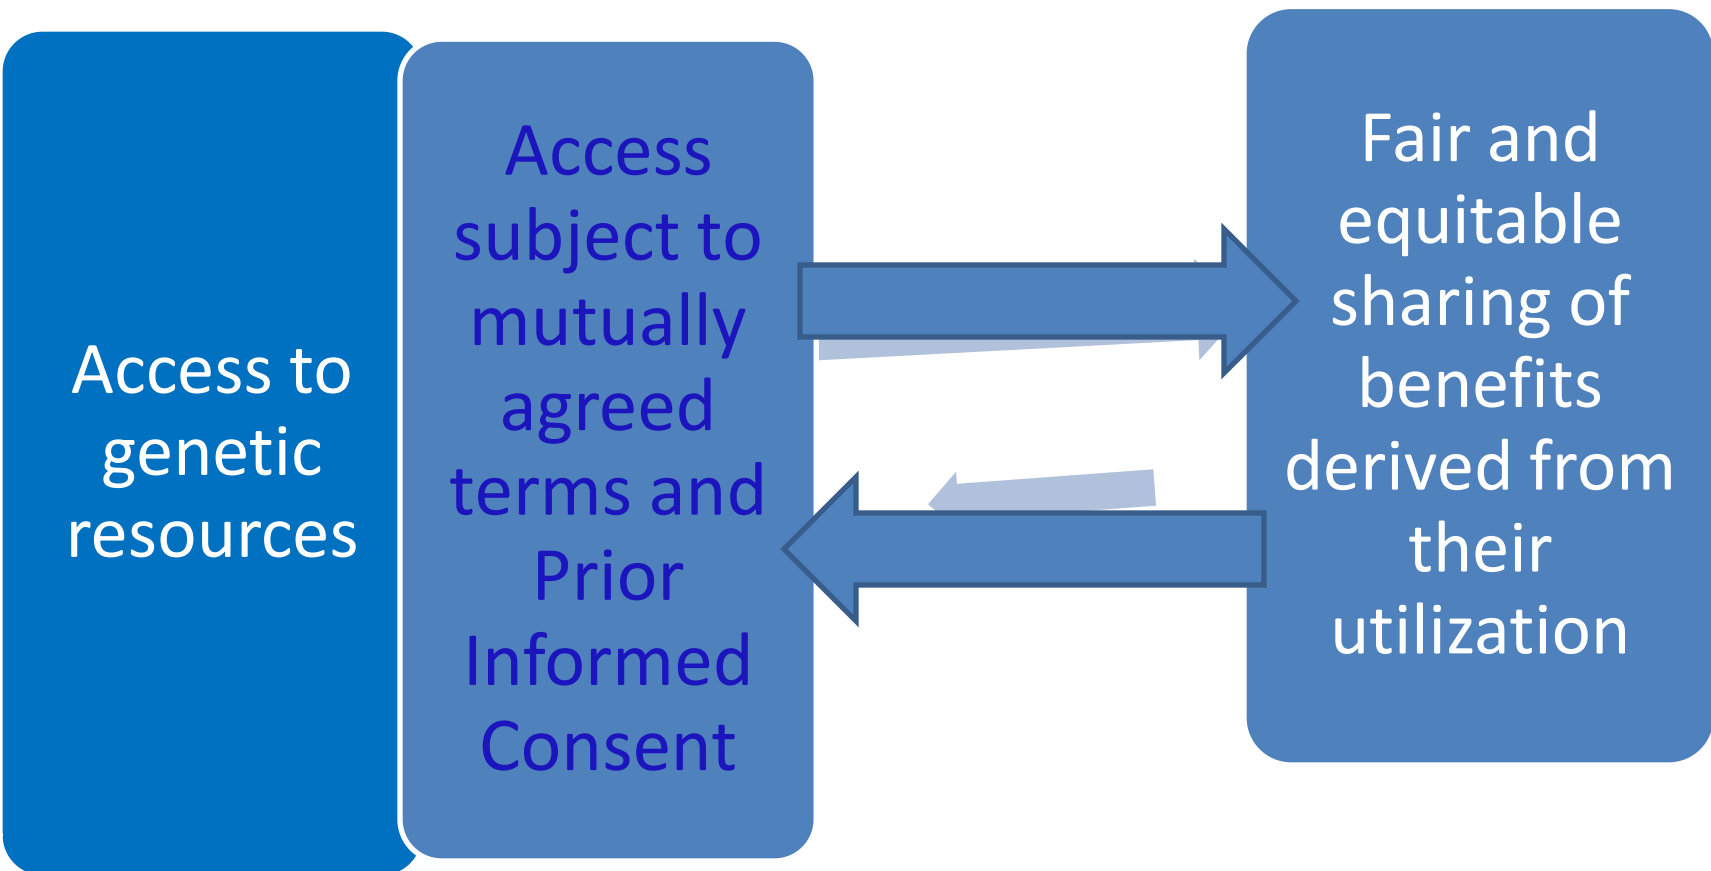 Access to
genetic
resources
Access
subject to
mutually
agreed
terms and
Prior
Informed
Consent
Fair and
equitable
sharing of
benefits
derived from
their
utilization